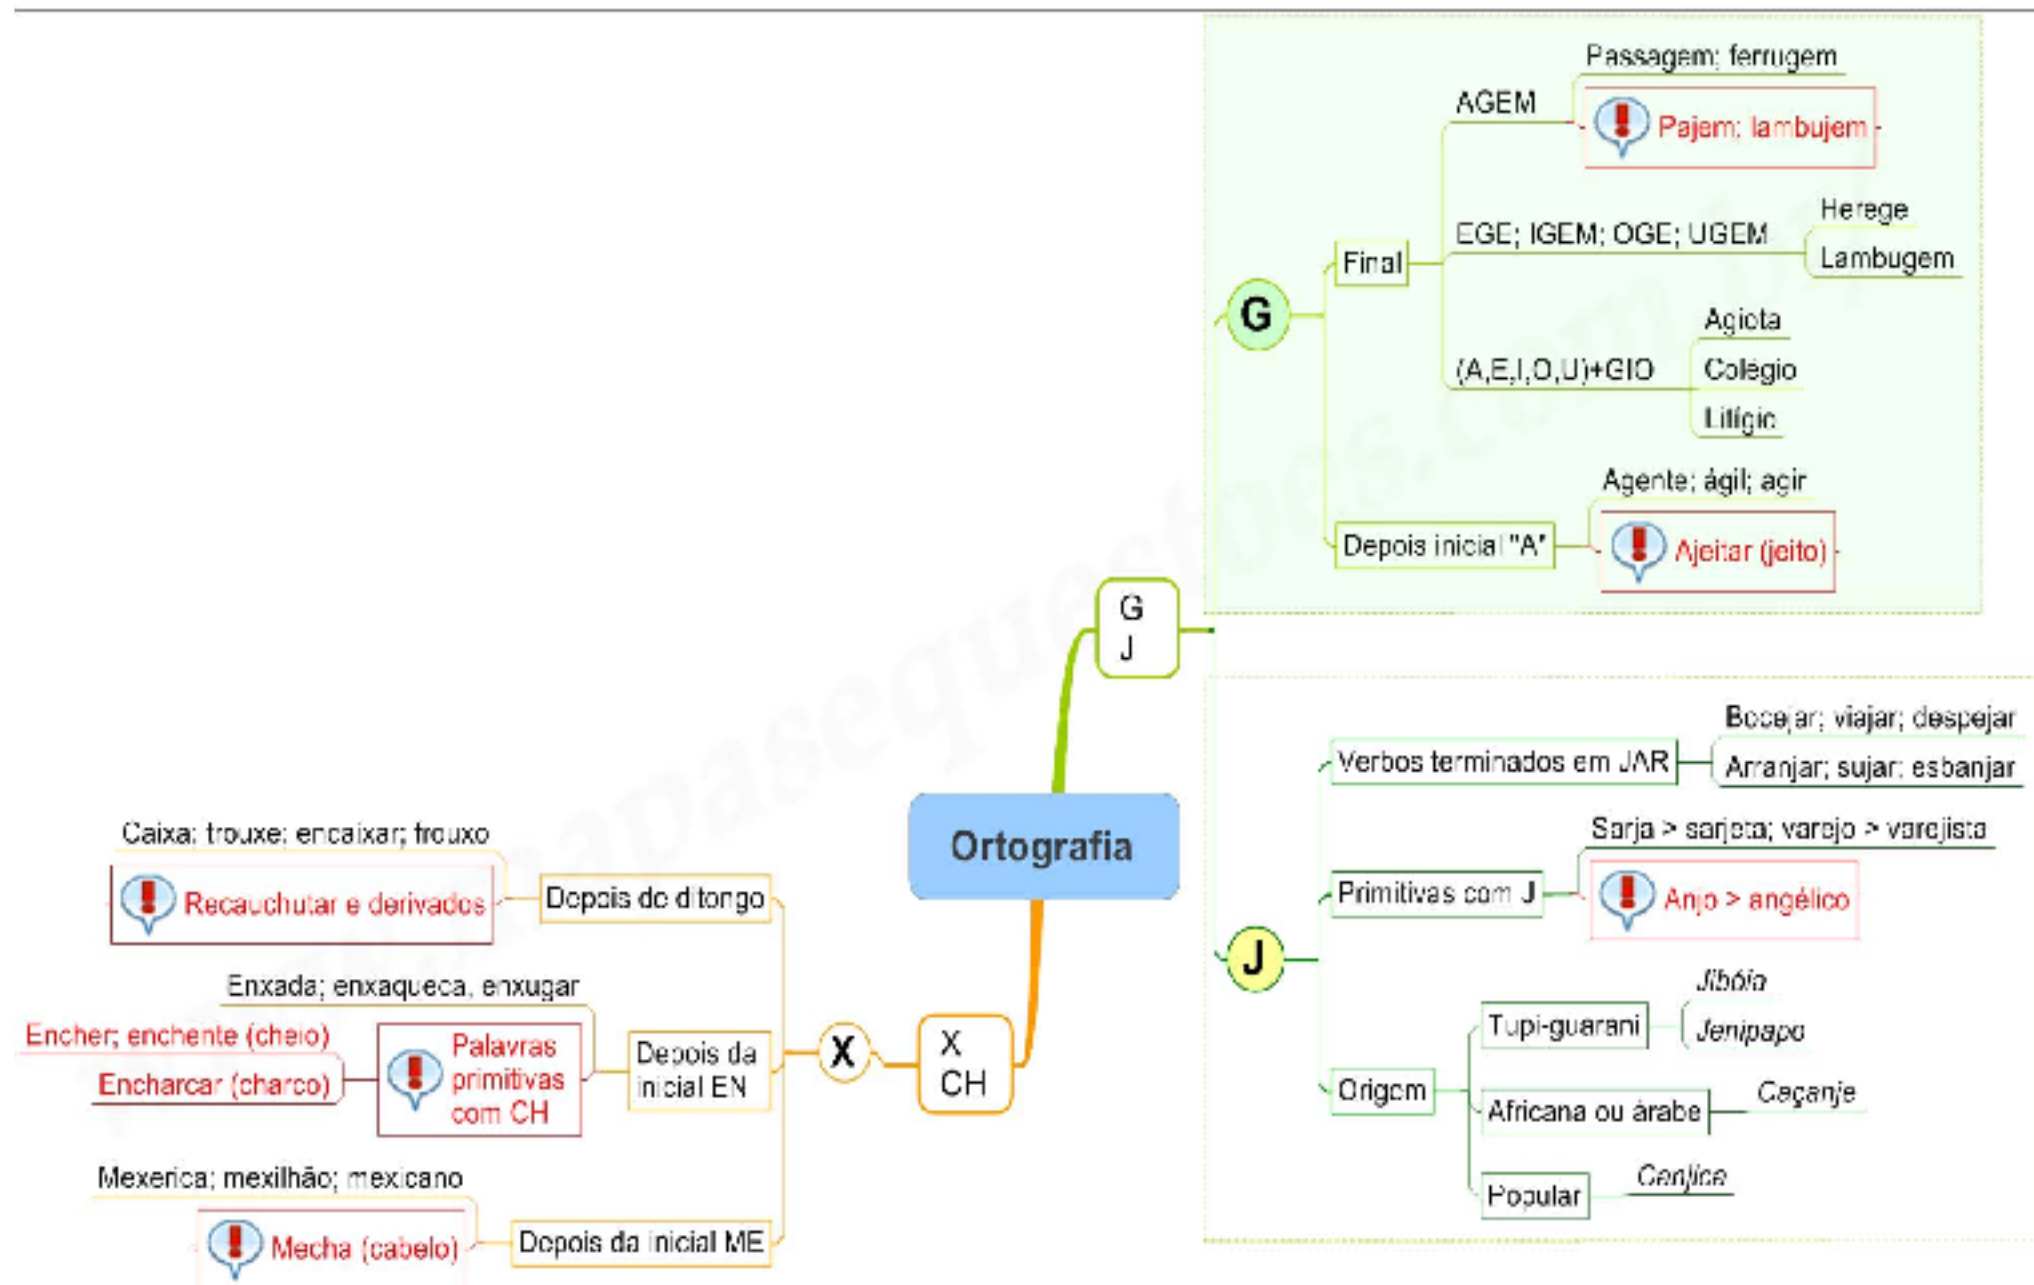 Passagem; ferrugem
AGEM
Pajem; lambujem
Herege
EGE; IGEM; OGE; UGEM
Lambugem
Final
G
Agiota
(A,E,I,O,U)+GIO
Colégio
Litígio
Agente; ágil; agir
Depois inicial "A"
Ajeitar (jeito)
G
J
Bocejar; viajar; despejar
Verbos terminados em JAR
Arranjar; sujar; esbanjar
Ortografia
Sarja > sarjeta; varejo > varejista
Primitivas com J
Anjo > angélico
J
Jibóia
Tupi-guarani
Jenipapo
Origem
Africana ou árabe
Caçanje
Popular
Canjica
Caixa; trouxe; encaixar; frouxo
Recauchutar e derivados
Depois de ditongo
Enxada; enxaqueca, enxugar
Encher; enchente (cheio)
Encharcar (charco)
Palavras
primitivas
com CH
Depois da
inicial EN
X
X
CH
Mexerica; mexilhão; mexicano
Mecha (cabelo)
Depois da inicial ME